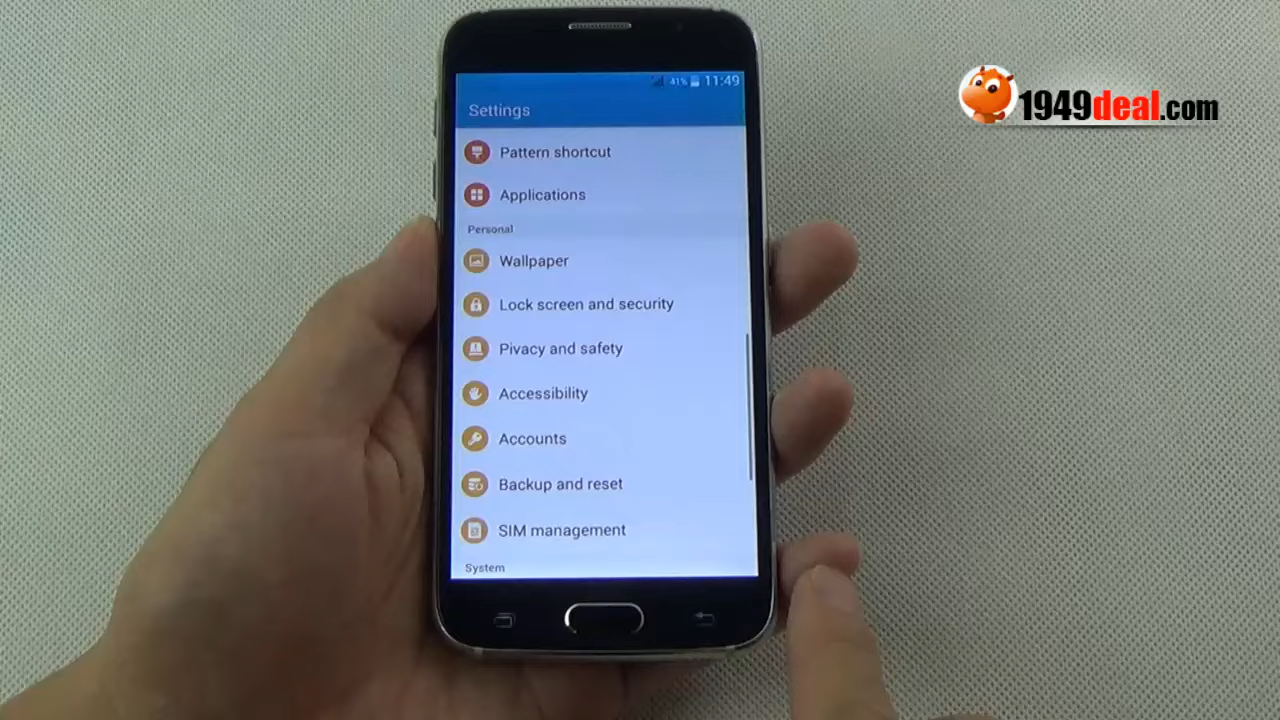 41% 11:49
Settings
1949deal.com
Pattern shortcut
Applications
Personal
Wallpaper
Lock screen and security
Privacy and safety
Accessibility
Accounts
Backup and reset
SIM management
System